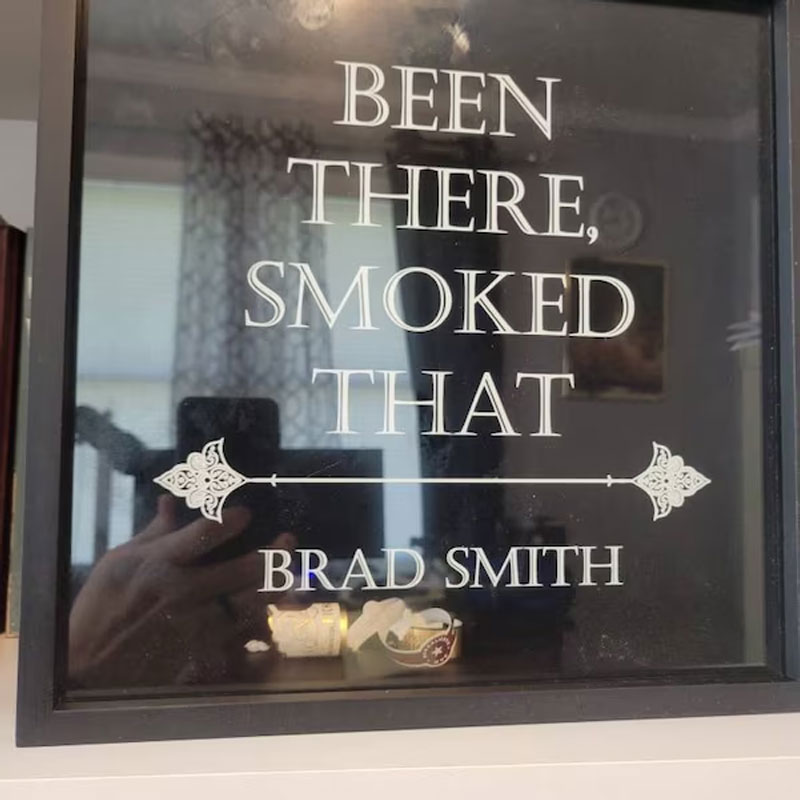 BEEN
THERE,
SMOKED
THAT
BRAD SMITH